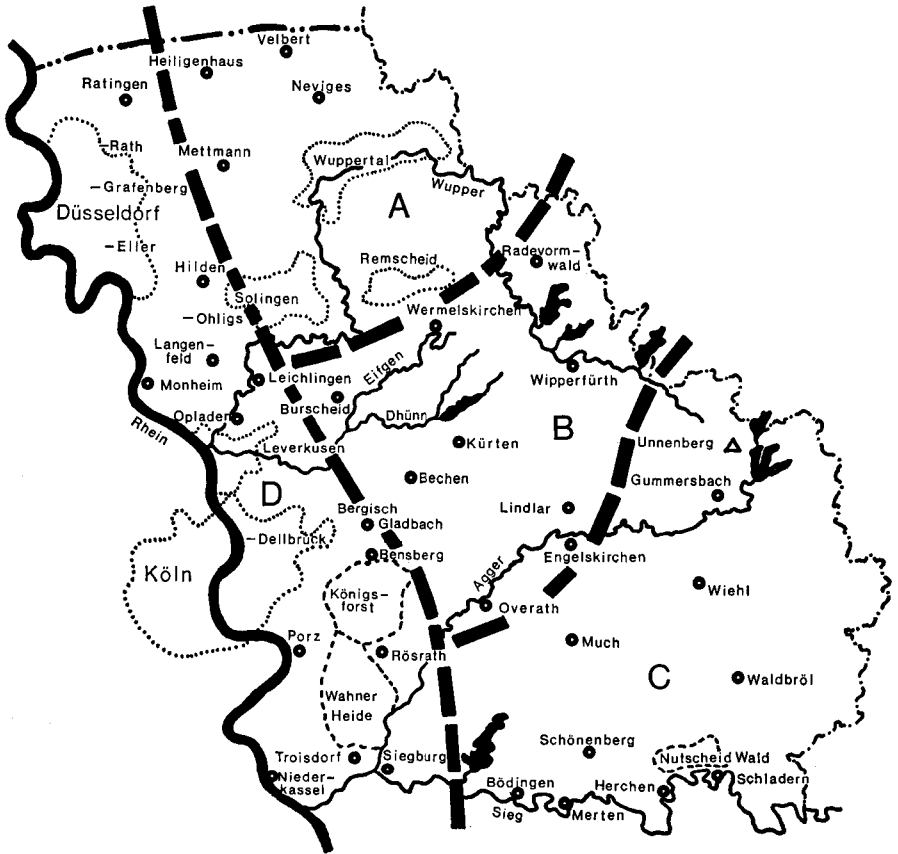 Velbert
Heiligenhaus
Ratingen
Neviges
Rath
Mettmann
Wuppertal
Grafenberg
Wupper
A
Düsseldorf
Eller
Radevorm-
wald
Remscheid
Hilden
Solingen
Ohligs
Wermelskirchen
Langen-
feld
Monheim
Leichlingen
Eifgen
Wipperfürth
Burscheid
Opladen
Dhünn
Rhein
B
Unnenberg
Leverkusen
Kürten
Bechen
Gummersbach
D
Lindlar
Bergisch
Gladbach
Dellbrück
Bensberg
Engelskirchen
Köln
Agger
Wiehl
Königs-
forst
Overath
Porz
Much
Rösrath
C
Waldbröl
Wahner
Heide
Schönenberg
Troisdorf
Siegburg
Nutscheid Wald
Nieder-
kassel
Bödingen
Herchen
Schladern
Sieg
Merten